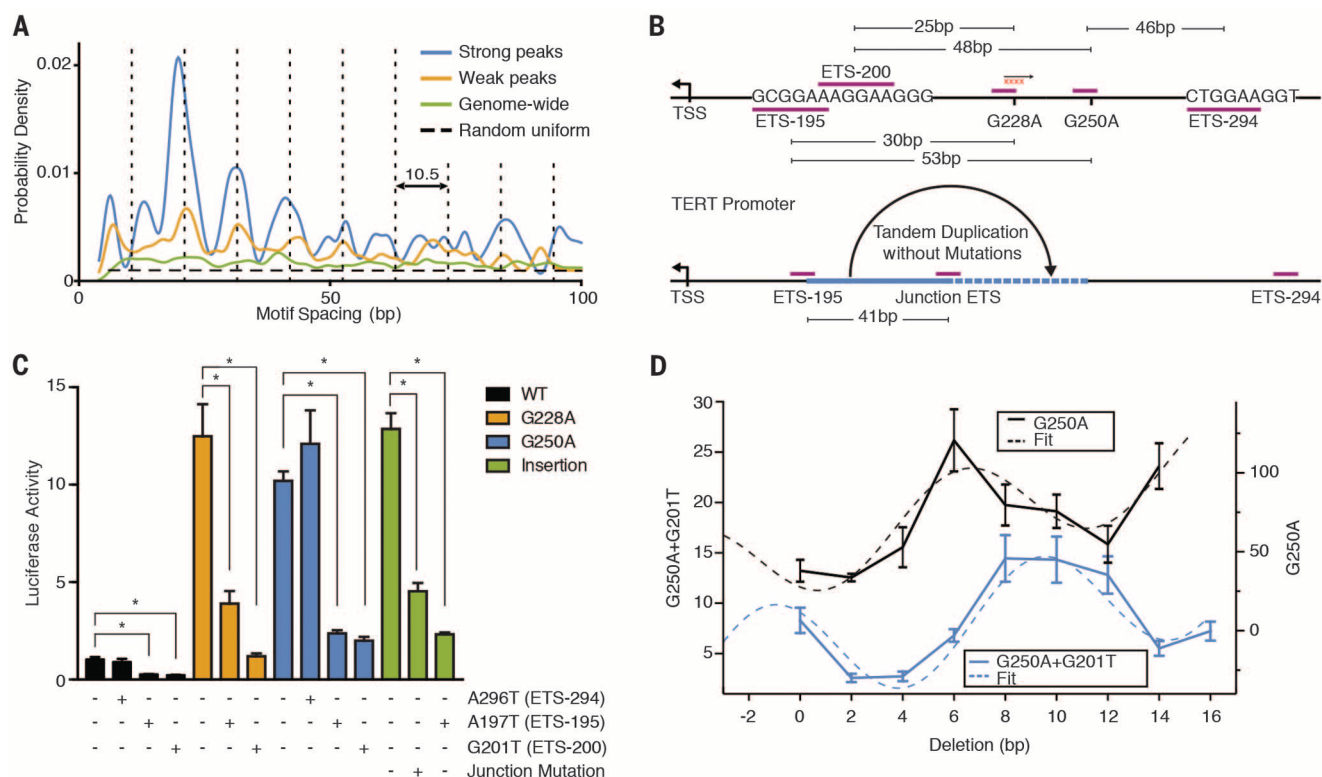 A
Probability Density
0.02
0.01
0
0
50
100
Motif Spacing (bp)
Strong peaks
Weak peaks
Genome-wide
Random uniform
10.5
B
25bp
46bp
48bp
ETS-200
xxxx
GCGGAAAGGAAGGG
CTGGAAGGT
TSS
ETS-195
G228A
G250A
ETS-294
30bp
53bp
TERT Promoter
Tandem Duplication
without Mutations
TSS
ETS-195
Junction ETS
ETS-294
41bp
C
Luciferase Activity
15
10
5
0
* * * * * * * *
WT
G228A
G250A
Insertion
- + - - - - - - + - - - - - A296T (ETS-294)
- - + - - + - - - + - - - + A197T (ETS-195)
- - - + - - + - - - + - - - G201T (ETS-200)
- + - Junction Mutation
D
G250A+G201T
30
25
20
15
10
5
G250A
Fit
G250A+G201T
Fit
100
50
0
G250A
-2 0 2 4 6 8 10 12 14 16
Deletion (bp)